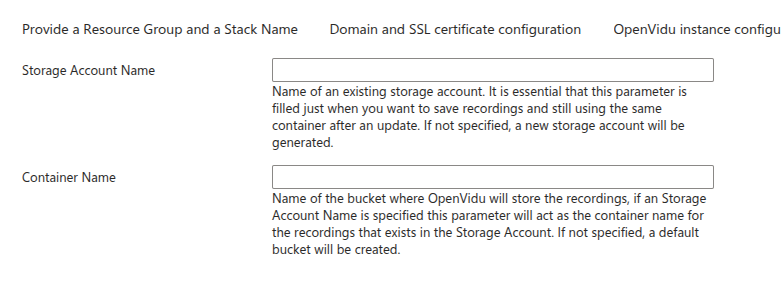 Provide a Resource Group and a Stack Name Domain and SSL certificate configuration OpenVidu instance configu
Storage Account Name
Name of an existing storage account. It is essential that this parameter is
filled just when you want to save recordings and still using the same
container after an update. If not specified, a new storage account will be
generated.
Container Name
Name of the bucket where OpenVidu will store the recordings, if an Storage
Account Name is specified this parameter will act as the container name for
the recordings that exists in the Storage Account. If not specified, a default
bucket will be created.